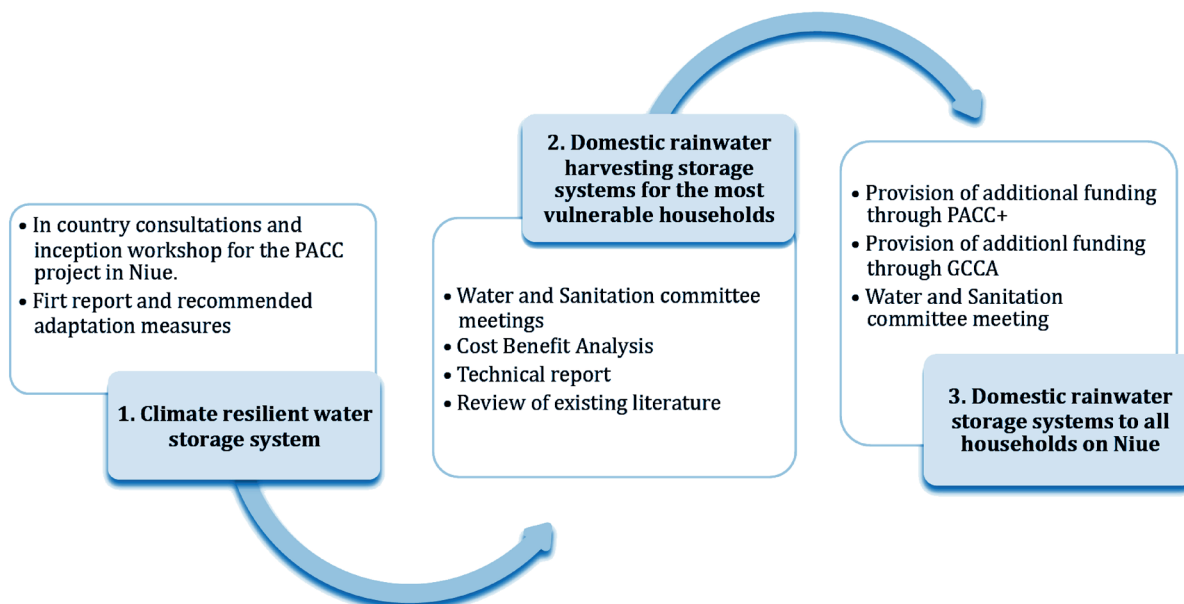 • In country consultations and
inception workshop for the PACC
project in Niue.
• Firt report and recommended
adaptation measures
1. Climate resilient water
storage system
2. Domestic rainwater
harvesting storage
systems for the most
vulnerable households
• Water and Sanitation committee
meetings
• Cost Benefit Analysis
• Technical report
• Review of existing literature
• Provision of additional funding
through PACC+
• Provision of additionl funding
through GCCA
• Water and Sanitation
committee meeting
3. Domestic rainwater
storage systems to all
households on Niue